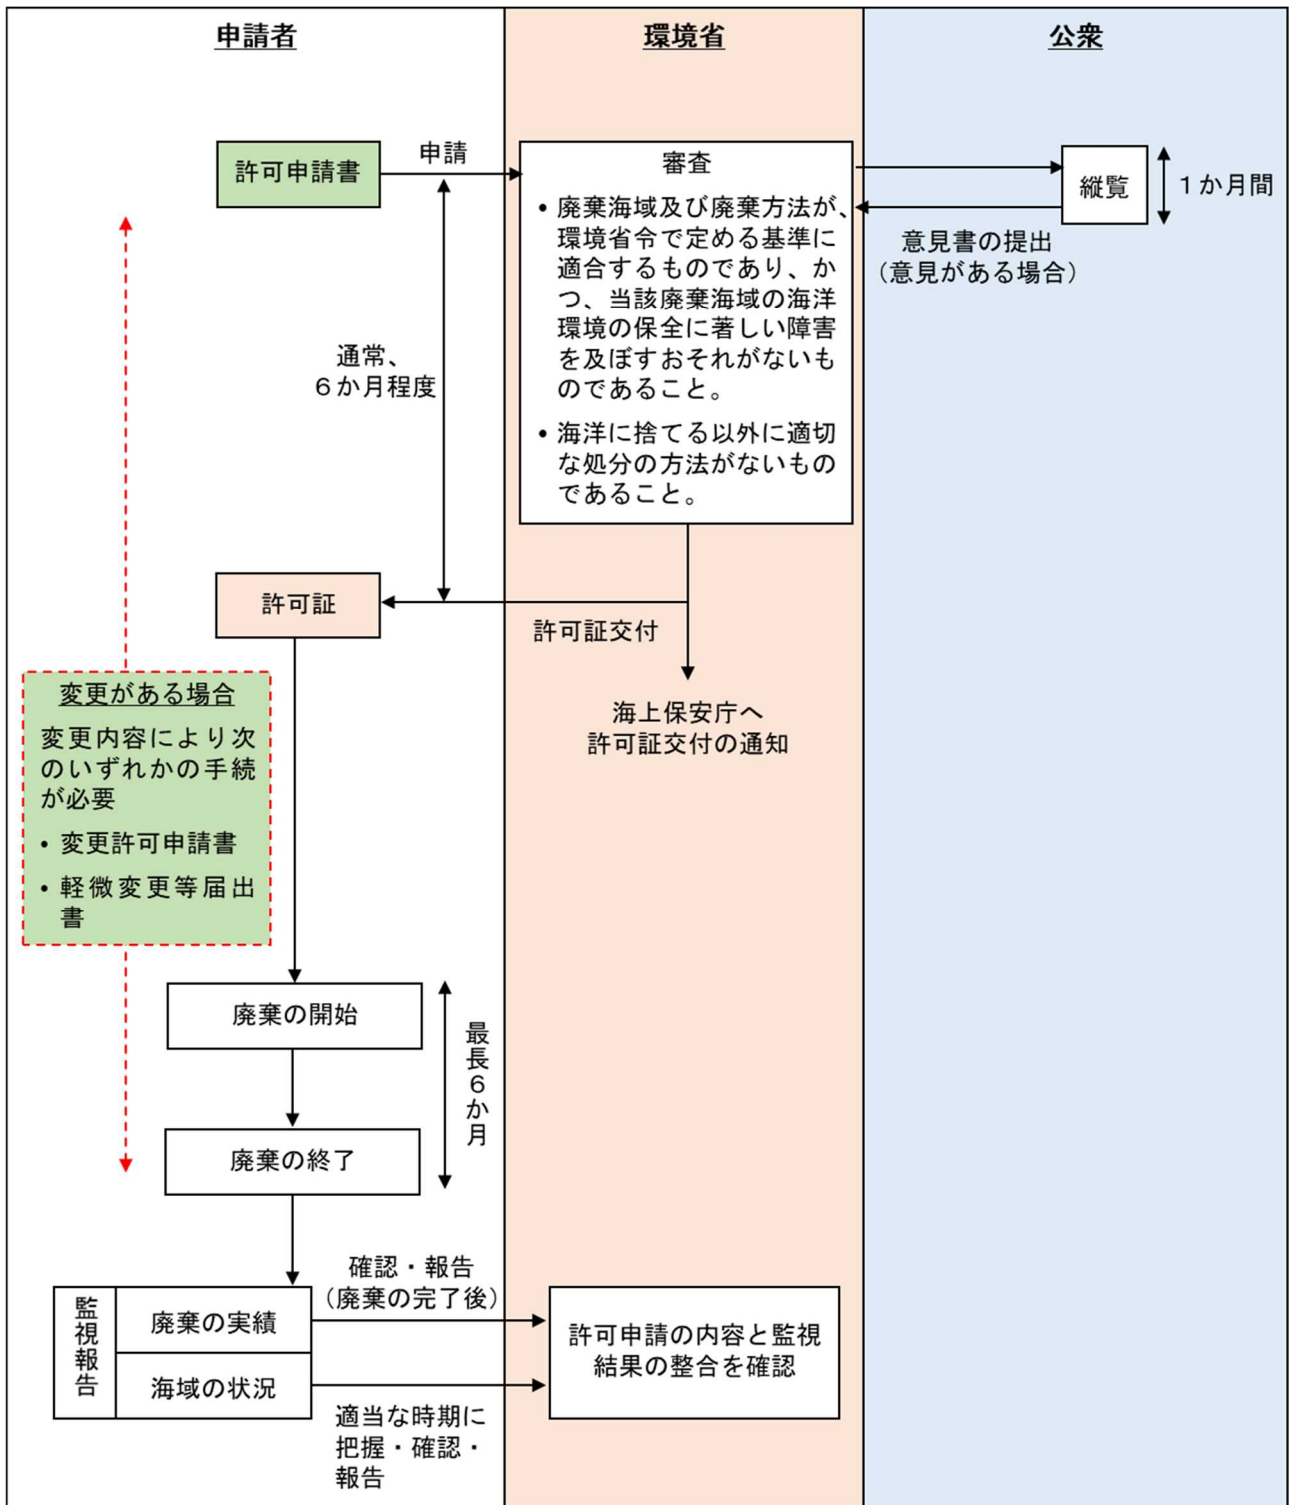 申請者
環境省
公衆
許可申請書
申請
審査
• 廃棄海域及び廃棄方法が、
環境省令で定める基準に
適合するものであり、か
つ、当該廃棄海域の海洋
環境の保全に著しい障害
を及ぼすおそれがないも
のであること。
• 海洋に捨てる以外に適切
な処分の方法がないもの
であること。
縦覧
１か月間
意見書の提出
（意見がある場合）
通常、
６か月程度
許可証
許可証交付
海上保安庁へ
許可証交付の通知
変更がある場合
変更内容により次
のいずれかの手続
が必要
• 変更許可申請書
• 軽微変更等届出
書
廃棄の開始
最長６か月
廃棄の終了
監視報告
廃棄の実績
海域の状況
確認・報告
（廃棄の完了後）
適当な時期に
把握・確認・
報告
許可申請の内容と監視
結果の整合を確認